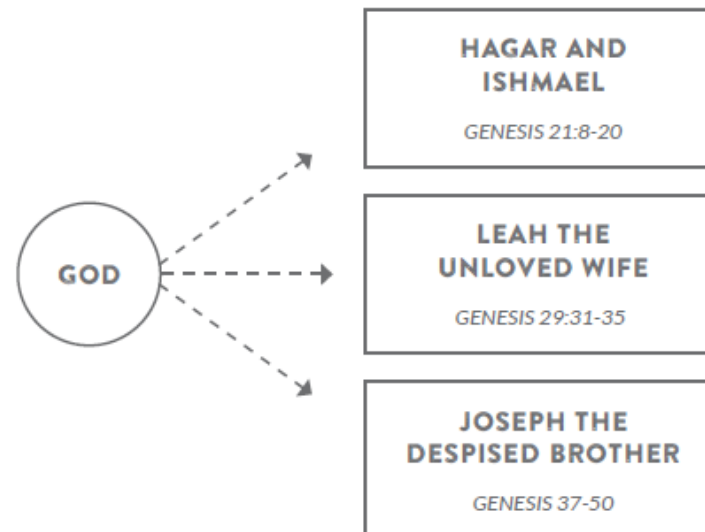 HAGAR AND
ISHMAEL
GENESIS 21:8-20
GOD
LEAH THE
UNLOVED WIFE
GENESIS 29:31-35
JOSEPH THE
DESPISED BROTHER
GENESIS 37-50